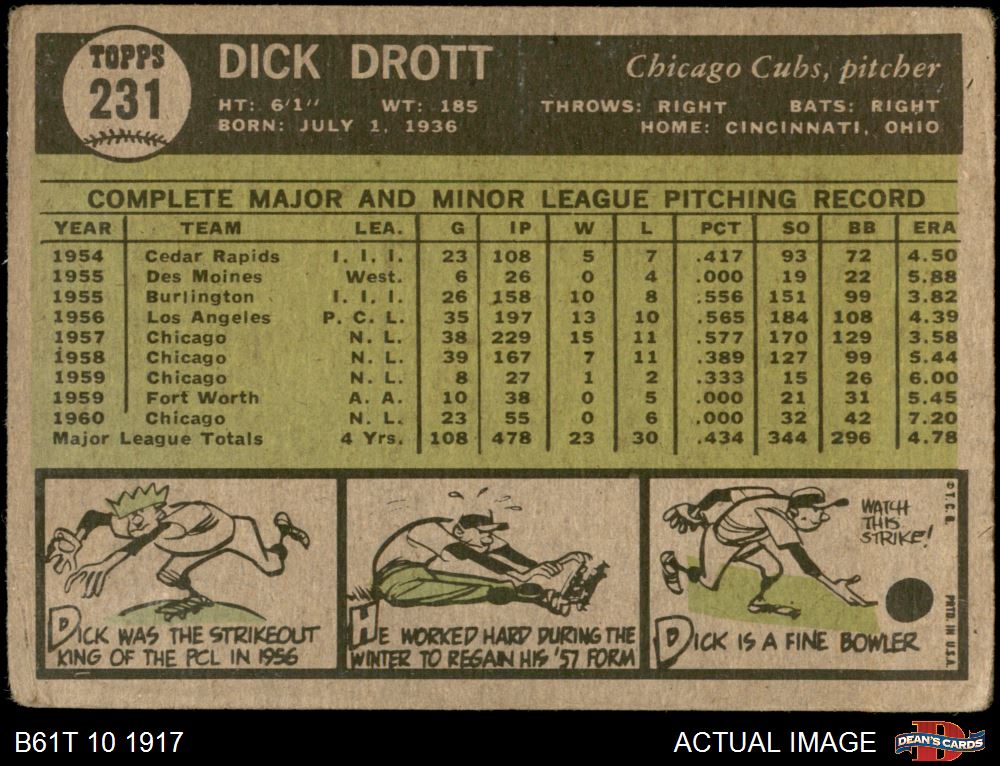 TOPPS
231
DICK DROTT
Chicago Cubs, pitcher
HT: 6'1" WT: 185 THROWS: RIGHT BATS: RIGHT
BORN: JULY 1, 1936 HOME: CINCINNATI, OHIO
COMPLETE MAJOR AND MINOR LEAGUE PITCHING RECORD
YEAR TEAM LEA. G IP W L PCT SO BB ERA
1954 Cedar Rapids I. I. I. 23 108 5 7 .417 93 72 4.50
1955 Des Moines West. 6 26 0 4 .000 19 22 5.88
1955 Burlington I. I. I. 26 158 10 8 .556 151 99 3.82
1956 Los Angeles P. C. L. 35 197 13 10 .565 184 108 4.39
1957 Chicago N. L. 38 229 15 11 .577 170 129 3.58
1958 Chicago N. L. 39 167 7 11 .389 127 99 5.44
1959 Chicago N. L. 8 27 1 2 .333 15 26 6.00
1959 Fort Worth A. A. 10 38 0 5 .000 21 31 5.45
1960 Chicago N. L. 23 55 0 6 .000 32 42 7.20
Major League Totals 4 Yrs. 108 478 23 30 .434 344 296 4.78
DICK WAS THE STRIKEOUT
KING OF THE PCL IN 1956
HE WORKED HARD DURING THE
WINTER TO REGAIN HIS '57 FORM
WATCH
THIS
STRIKE!
DICK IS A FINE BOWLER
© T. C. G.
PRTD. IN U.S.A.
B61T 10 1917
ACTUAL IMAGE
D
DEAN'S CARDS